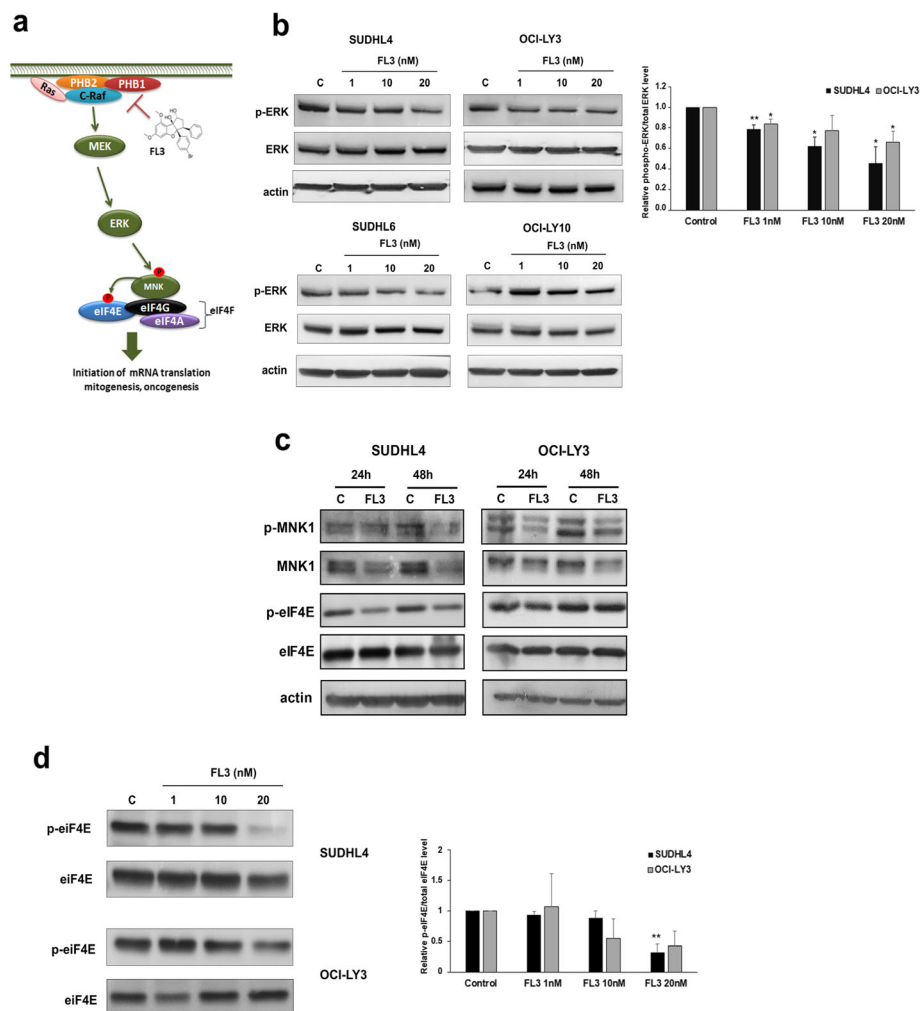 a
Ras
PHB2
PHB1
C-Raf
HO
HO
FL3
MEK
ERK
P
MNK
P
eIF4E
eIF4G
eIF4A
eIF4F
Initiation of mRNA translation
mitogenesis, oncogenesis
b
SUDHL4
FL3 (nM)
C 1 10 20
OCI-LY3
FL3 (nM)
C 1 10 20
p-ERK
ERK
actin
SUDHL6
FL3 (nM)
C 1 10 20
OCI-LY10
FL3 (nM)
C 1 10 20
p-ERK
ERK
actin
Relative phospho-ERK/total ERK level
1.2
1.0
0.8
0.6
0.4
0.2
0.0
SUDHL4
OCI-LY3
** *
*
* *
Control FL3 1nM FL3 10nM FL3 20nM
c
SUDHL4 OCI-LY3
24h 48h 24h 48h
C FL3 C FL3 C FL3 C FL3
p-MNK1
MNK1
p-eIF4E
eIF4E
actin
d
FL3 (nM)
C 1 10 20
p-eiF4E
SUDHL4
eiF4E
p-eiF4E
OCI-LY3
eiF4E
Relative p-eIF4E/total eIF4E level
2
1.5
1
0.5
0
SUDHL4
OCI-LY3
**
Control FL3 1nM FL3 10nM FL3 20nM